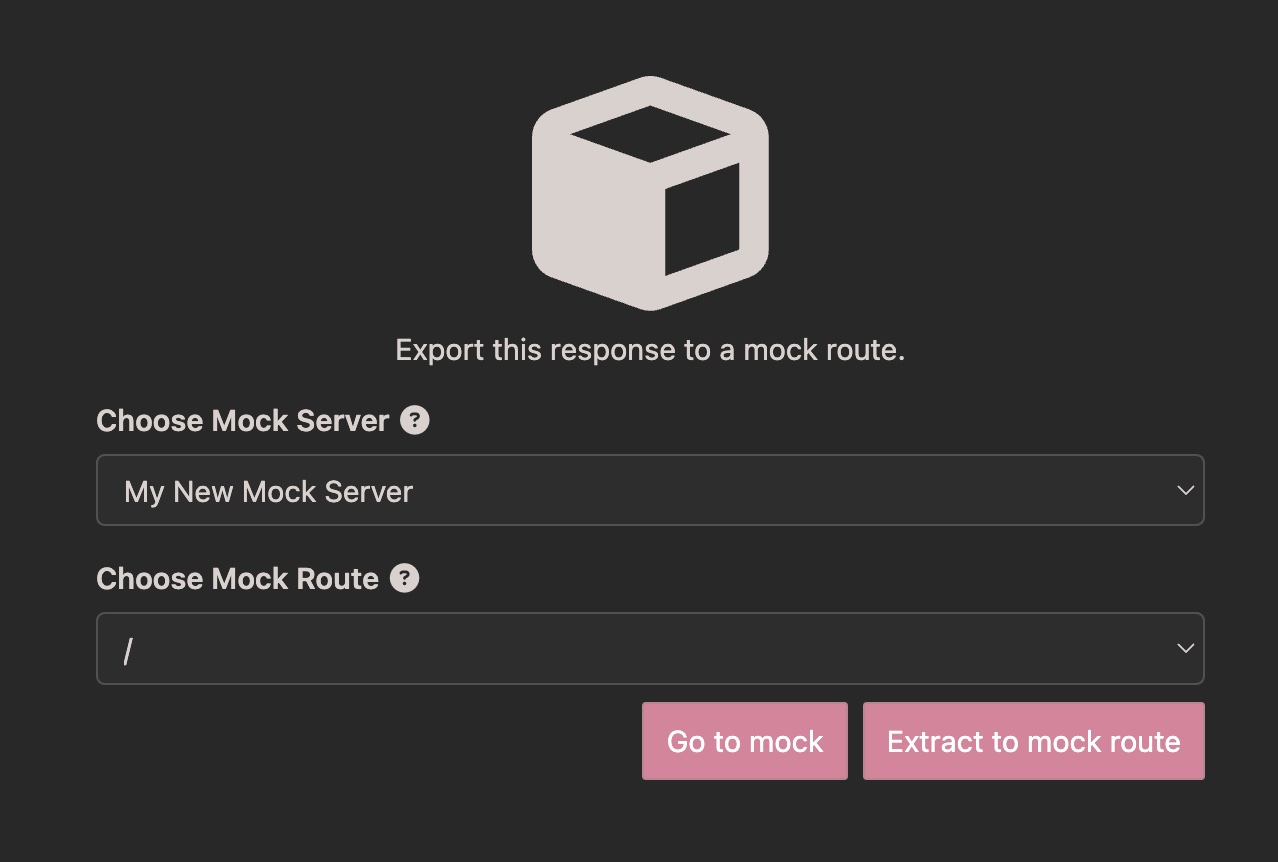 Export this response to a mock route.
Choose Mock Server ?
My New Mock Server
Choose Mock Route ?
/
Go to mock
Extract to mock route